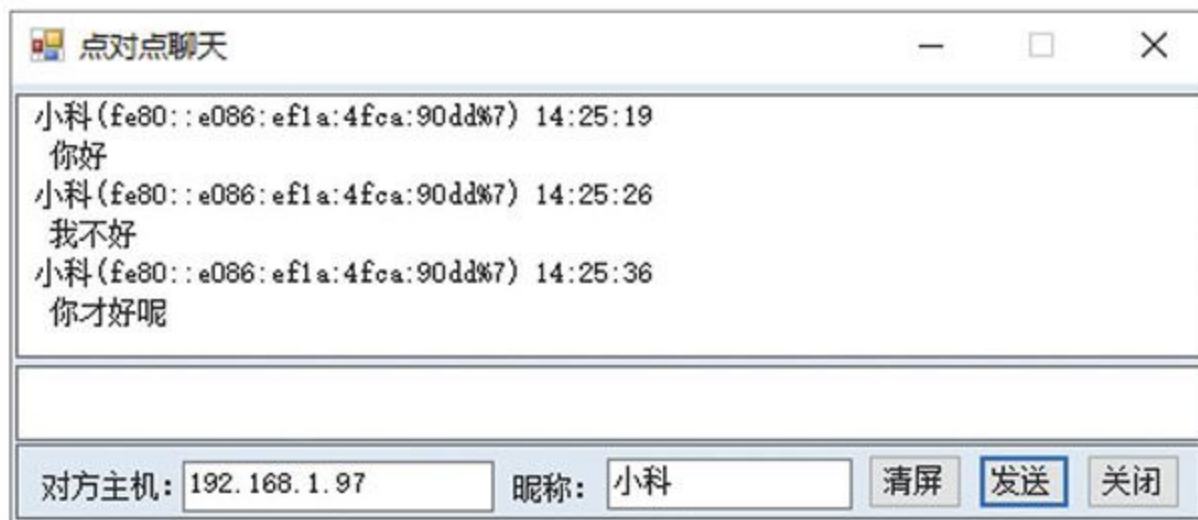 点对点聊天
小科(fe80::e086:ef1a:4fca:90dd%7) 14:25:19
你好
小科(fe80::e086:ef1a:4fca:90dd%7) 14:25:26
我不好
小科(fe80::e086:ef1a:4fca:90dd%7) 14:25:36
你才好呢
对方主机: 192.168.1.97 昵称: 小科 清屏 发送 关闭